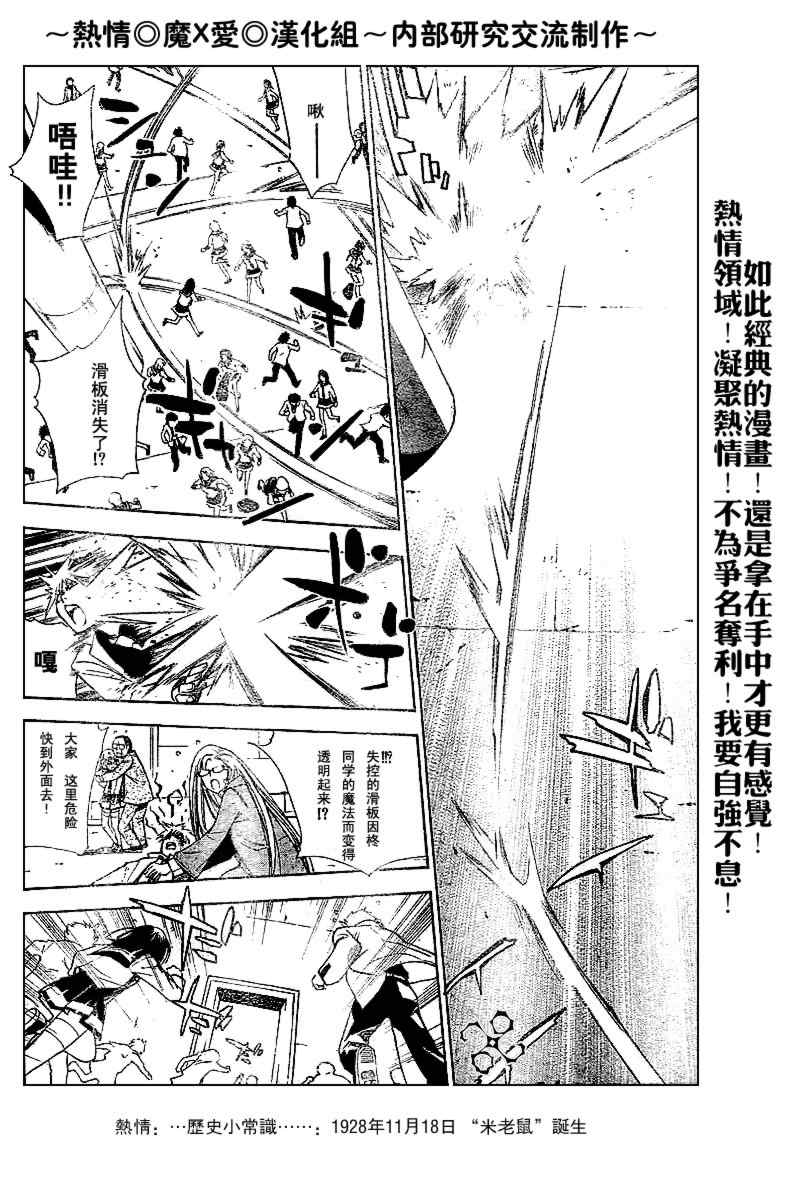 ～熱情◎魔X愛◎漢化組～内部研究交流制作～
如此經典的漫畫！還是拿在手中才更有感覺！
熱情領域！凝聚熱情！不為爭名奪利！我要自強不息！
啾──
唔哇!!
滑板
消失了!?
嘎
!!?
失控的滑板因柊
同学的魔法而变得
透明起来!?
大家 这里危险
快到外面去！
熱情：…歷史小常識……：1928年11月18日 “米老鼠”誕生